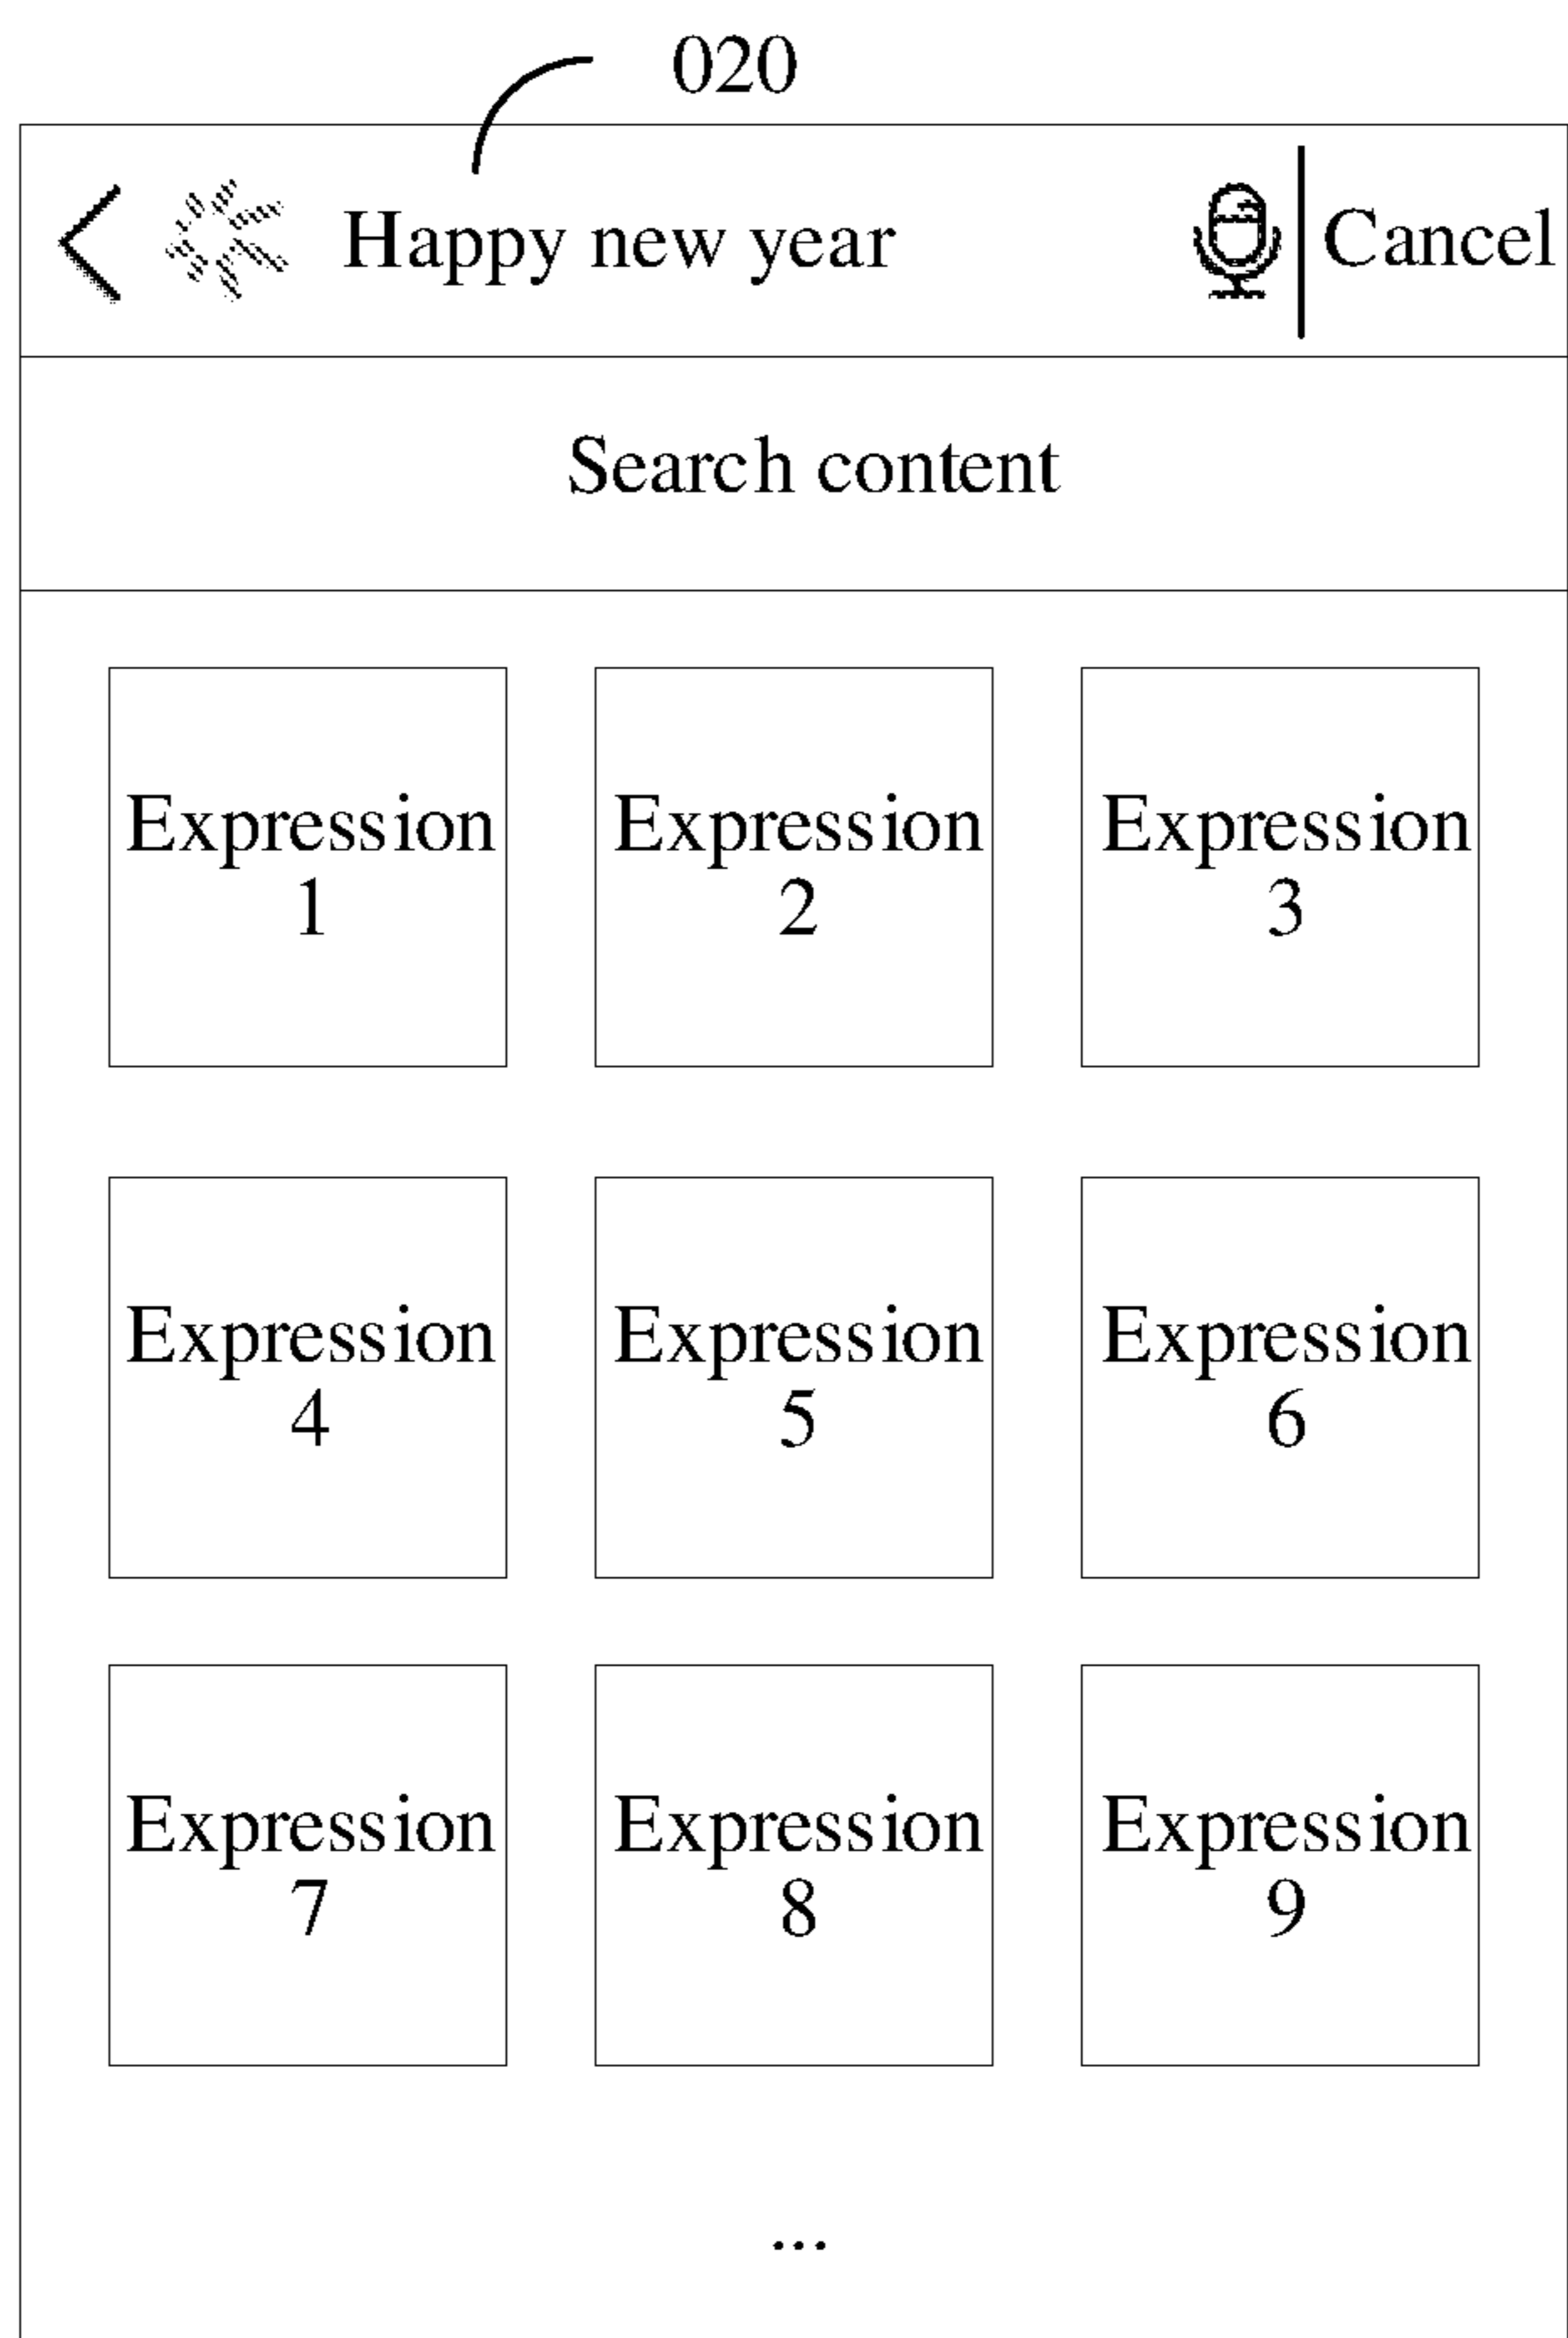 020
Happy new year Cancel
Search content
Expression Expression Expression
1 2 3
Expression Expression Expression
4 5 6
Expression Expression Expression
7 8 9
...